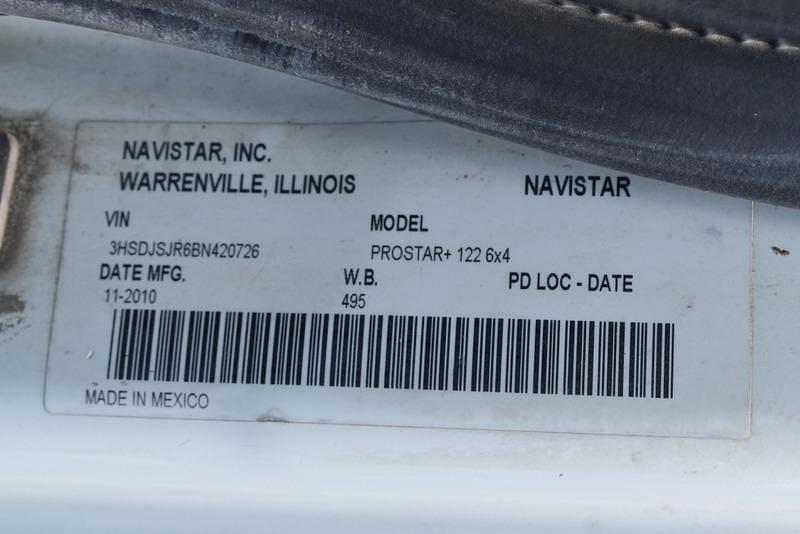 NAVISTAR, INC.
WARRENVILLE, ILLINOIS NAVISTAR
VIN MODEL
3HSDJSJR6BN420726 PROSTAR+ 122 6x4
DATE MFG. W.B. PD LOC - DATE
11-2010 495
MADE IN MEXICO